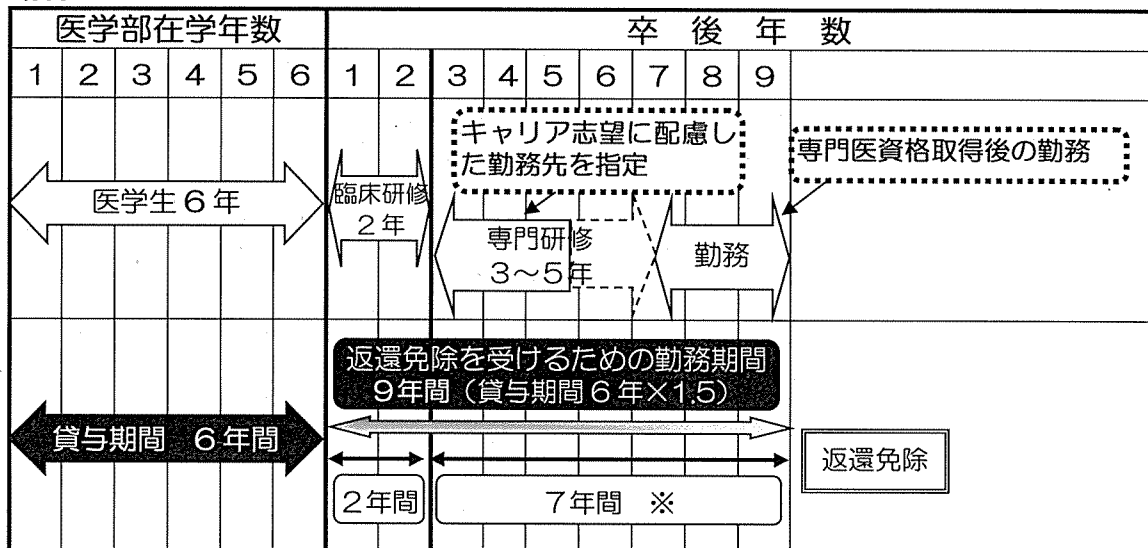 医学部在学年数
卒後年数
1 2 3 4 5 6 1 2 3 4 5 6 7 8 9
キャリア志望に配慮し
た勤務先を指定
専門医資格取得後の勤務
医学生6年
臨床研修
2年
専門研修
3～5年
勤務
返還免除を受けるための勤務期間
9年間（貸与期間6年×1.5）
貸与期間 6年間
返還免除
2年間
7年間 ※